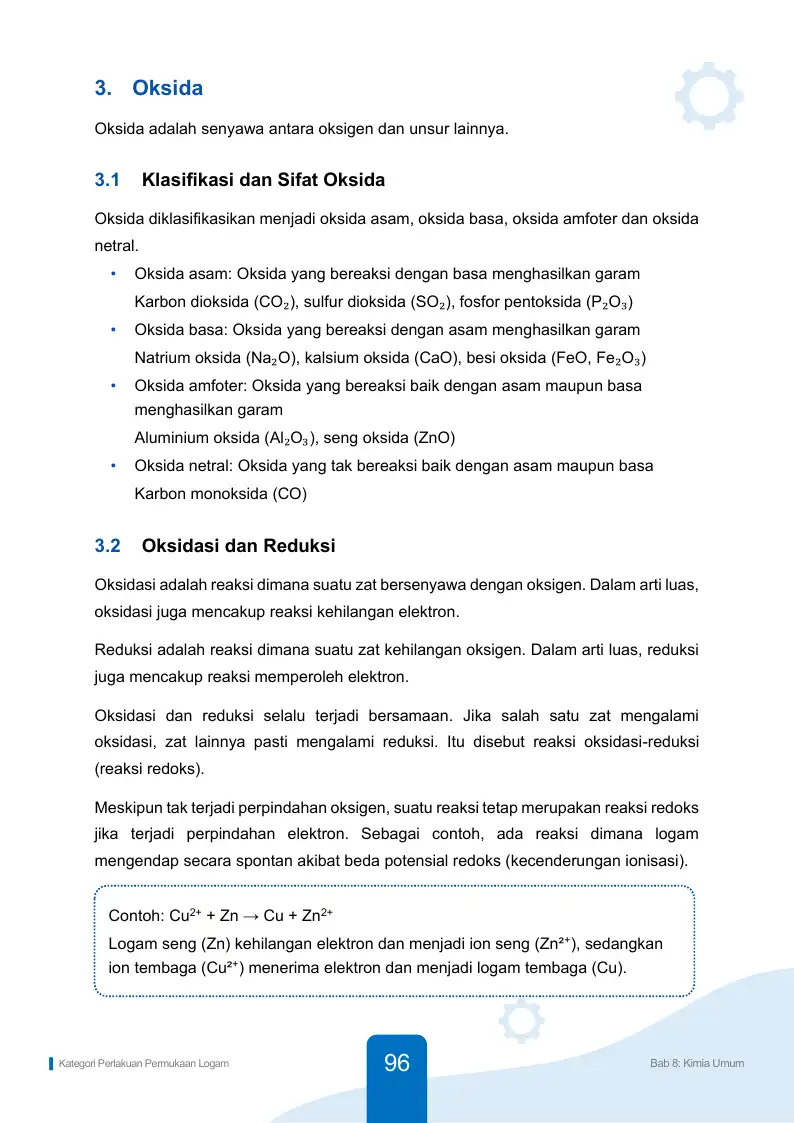 3. Oksida
Oksida adalah senyawa antara oksigen dan unsur lainnya.
3.1 Klasifikasi dan Sifat Oksida
Oksida diklasifikasikan menjadi oksida asam, oksida basa, oksida amfoter dan oksida
netral.
• Oksida asam: Oksida yang bereaksi dengan basa menghasilkan garam
Karbon dioksida (CO₂), sulfur dioksida (SO₂), fosfor pentoksida (P₂O₃)
• Oksida basa: Oksida yang bereaksi dengan asam menghasilkan garam
Natrium oksida (Na₂O), kalsium oksida (CaO), besi oksida (FeO, Fe₂O₃)
• Oksida amfoter: Oksida yang bereaksi baik dengan asam maupun basa
menghasilkan garam
Aluminium oksida (Al₂O₃), seng oksida (ZnO)
• Oksida netral: Oksida yang tak bereaksi baik dengan asam maupun basa
Karbon monoksida (CO)
3.2 Oksidasi dan Reduksi
Oksidasi adalah reaksi dimana suatu zat bersenyawa dengan oksigen. Dalam arti luas,
oksidasi juga mencakup reaksi kehilangan elektron.
Reduksi adalah reaksi dimana suatu zat kehilangan oksigen. Dalam arti luas, reduksi
juga mencakup reaksi memperoleh elektron.
Oksidasi dan reduksi selalu terjadi bersamaan. Jika salah satu zat mengalami
oksidasi, zat lainnya pasti mengalami reduksi. Itu disebut reaksi oksidasi-reduksi
(reaksi redoks).
Meskipun tak terjadi perpindahan oksigen, suatu reaksi tetap merupakan reaksi redoks
jika terjadi perpindahan elektron. Sebagai contoh, ada reaksi dimana logam
mengendap secara spontan akibat beda potensial redoks (kecenderungan ionisasi).
Contoh: Cu²⁺ + Zn → Cu + Zn²⁺
Logam seng (Zn) kehilangan elektron dan menjadi ion seng (Zn²⁺), sedangkan
ion tembaga (Cu²⁺) menerima elektron dan menjadi logam tembaga (Cu).
Kategori Perlakuan Permukaan Logam
96
Bab 8: Kimia Umum